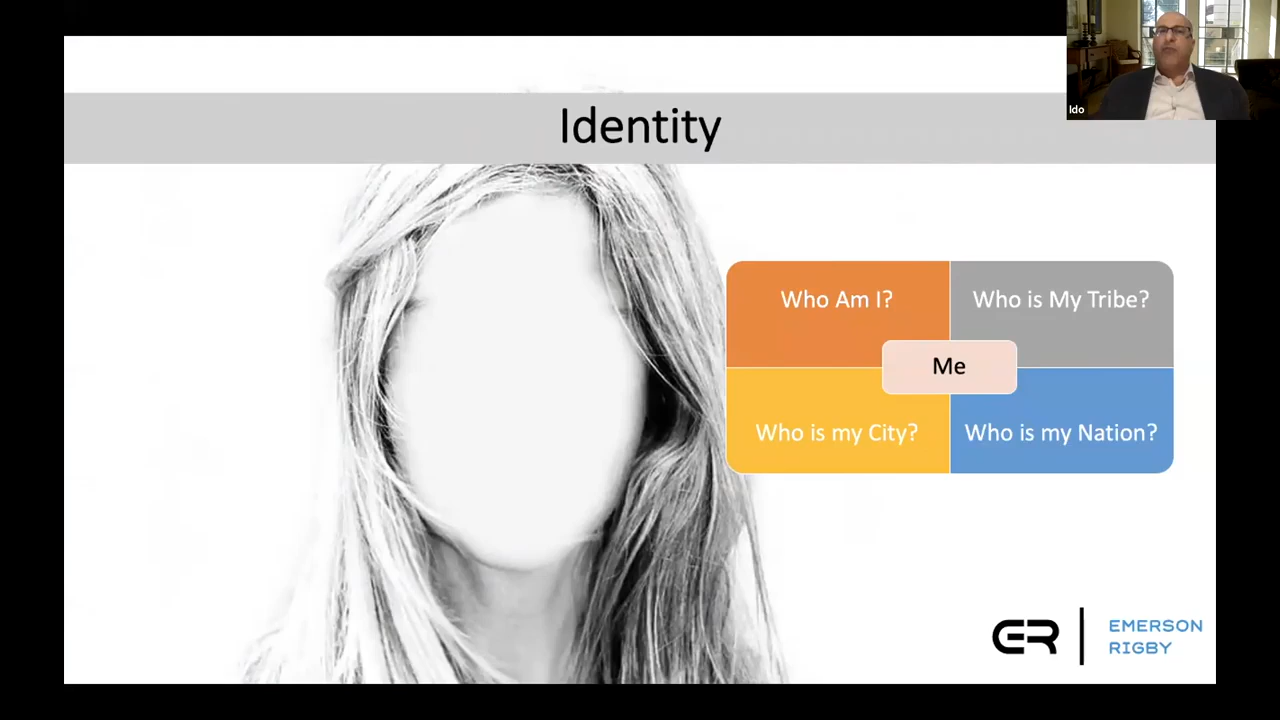 Identity
Ido
Who Am I?
Who is My Tribe?
Me
Who is my City?
Who is my Nation?
ER
EMERSON
RIGBY